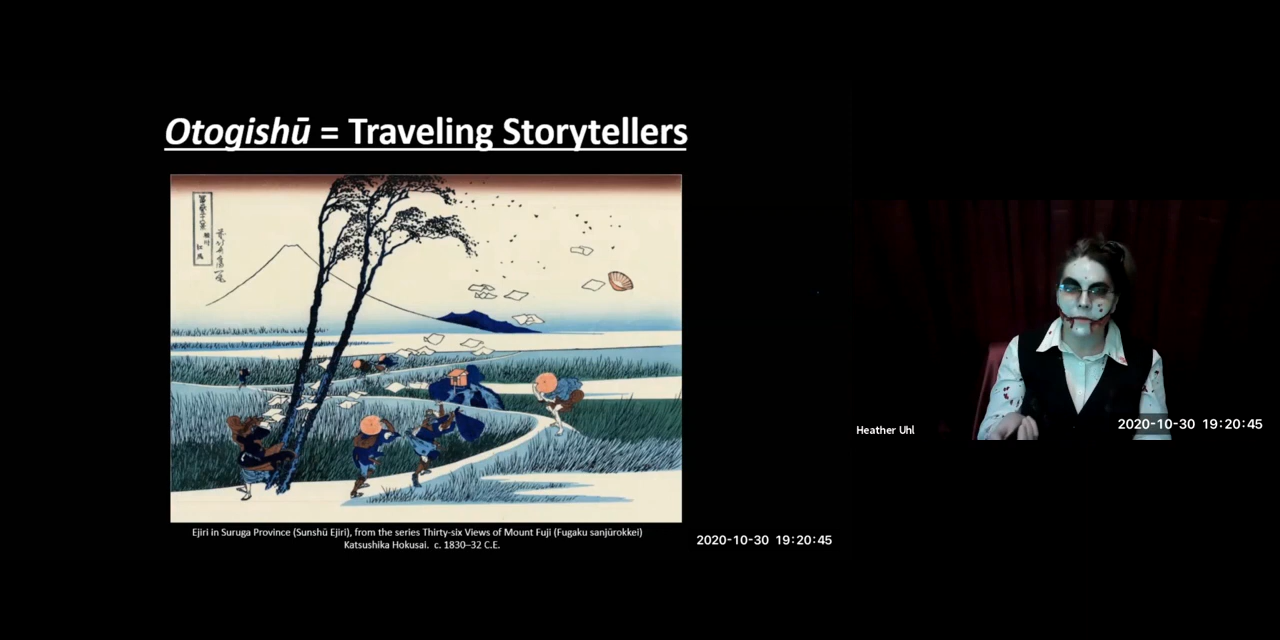 Otogishū = Traveling Storytellers
Ejiri in Suruga Province (Sunshū Ejiri), from the series Thirty-six Views of Mount Fuji (Fugaku sanjūrokkei)
Katsushika Hokusai. c. 1830–32 C.E.
2020-10-30 19:20:45
Heather Uhl
2020-10-30 19:20:45